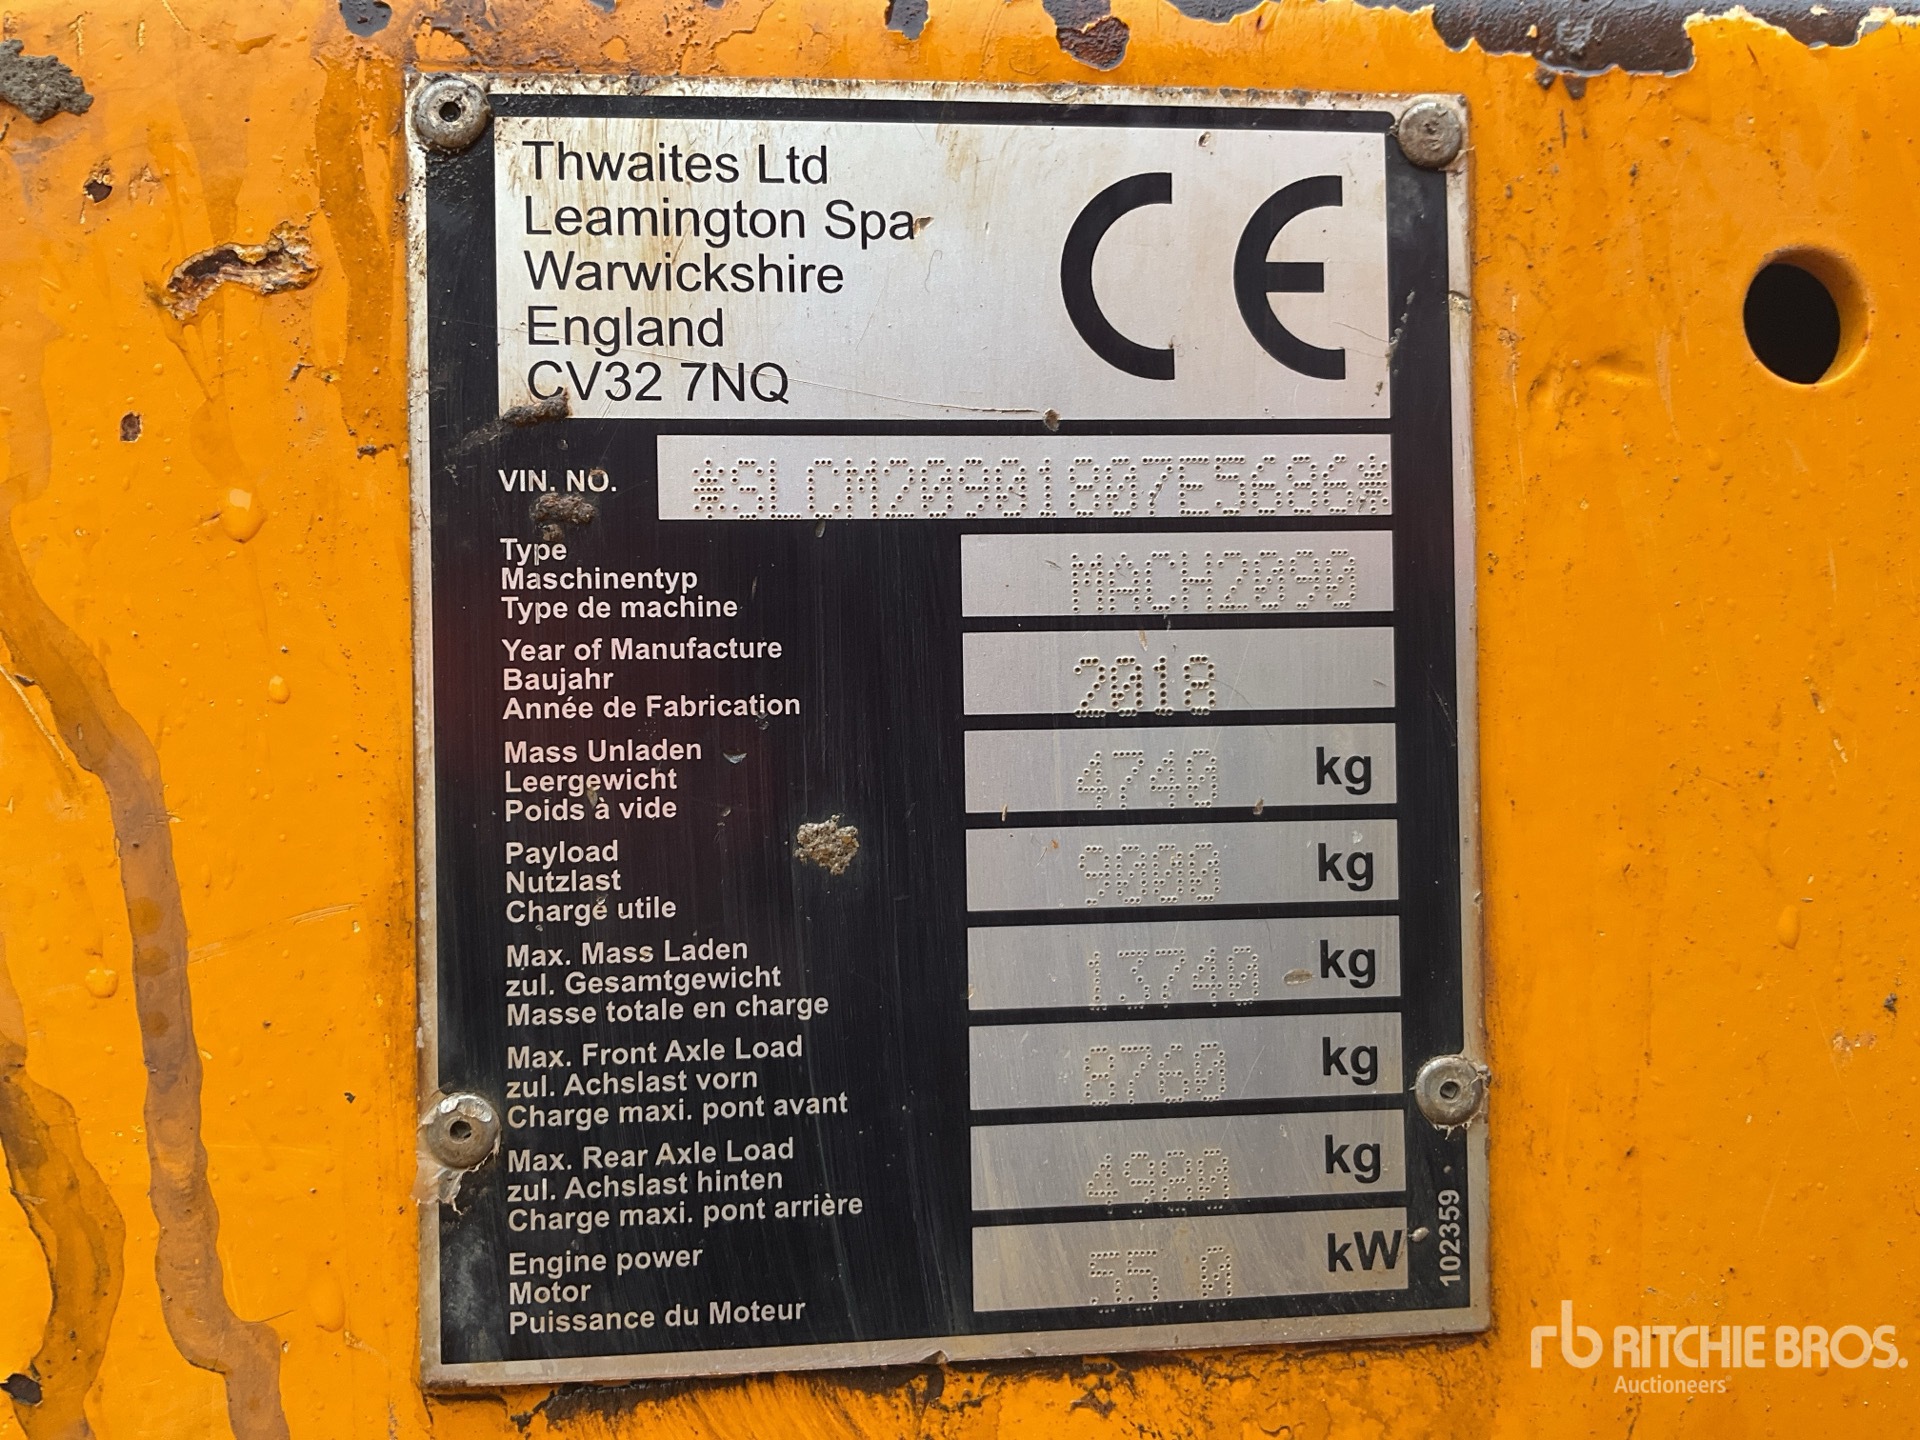 Thwaites Ltd
Leamington Spa
Warwickshire
England
CV32 7NQ
CE
VIN. NO. *SLCM20901807E5686*
Type
Maschinentyp
Type de machine
MACH2090
Year of Manufacture
Baujahr
Année de Fabrication
2018
Mass Unladen
Leergewicht
Poids à vide
4740 kg
Payload
Nutzlast
Charge utile
9000 kg
Max. Mass Laden
zul. Gesamtgewicht
Masse totale en charge
13740 kg
Max. Front Axle Load
zul. Achslast vorn
Charge maxi. pont avant
8760 kg
Max. Rear Axle Load
zul. Achslast hinten
Charge maxi. pont arrière
4980 kg
Engine power
Motor
Puissance du Moteur
55.0 kW
102359
rb RITCHIE BROS.
Auctioneers